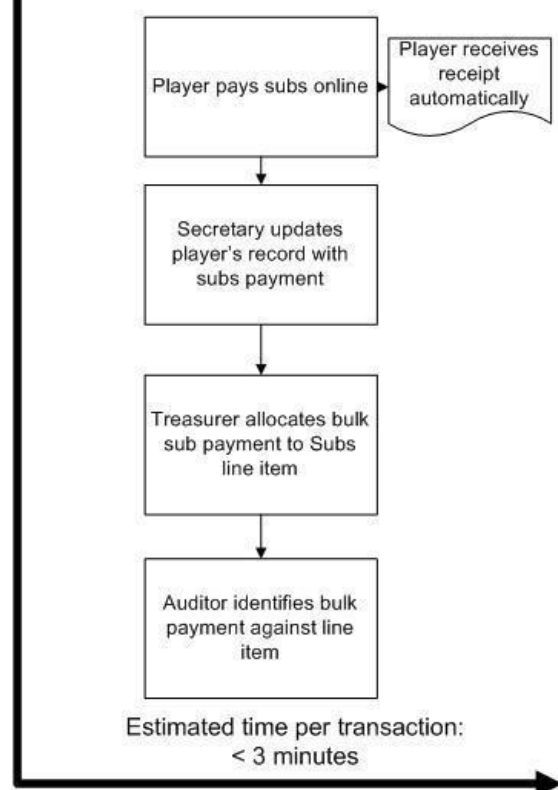 Player pays subs online
Player receives
receipt
automatically
Secretary updates
player's record with
subs payment
Treasurer allocates bulk
sub payment to Subs
line item
Auditor identifies bulk
payment against line
item
Estimated time per transaction:
< 3 minutes